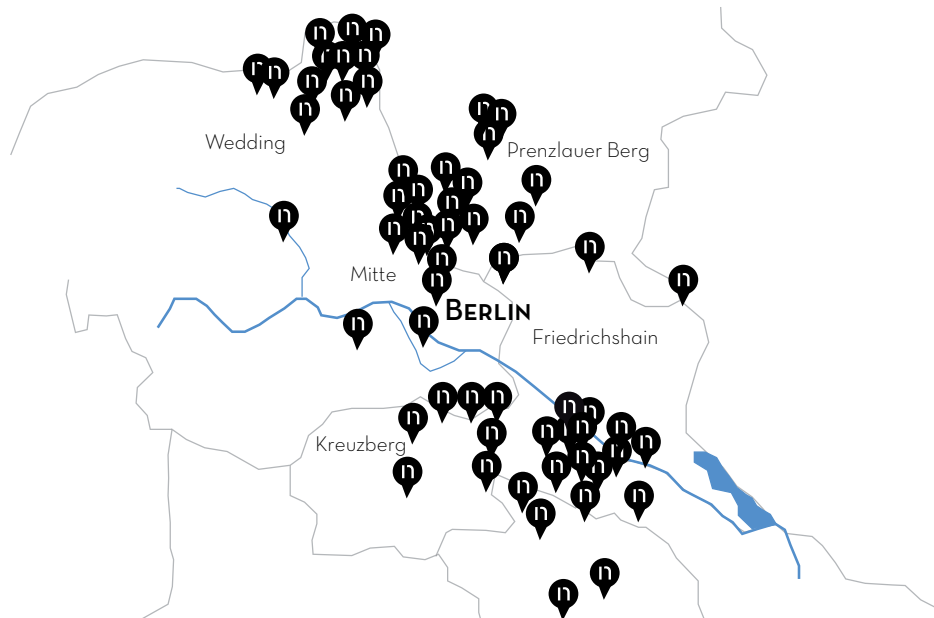 Wedding
Prenzlauer Berg
Mitte
BERLIN
Friedrichshain
Kreuzberg